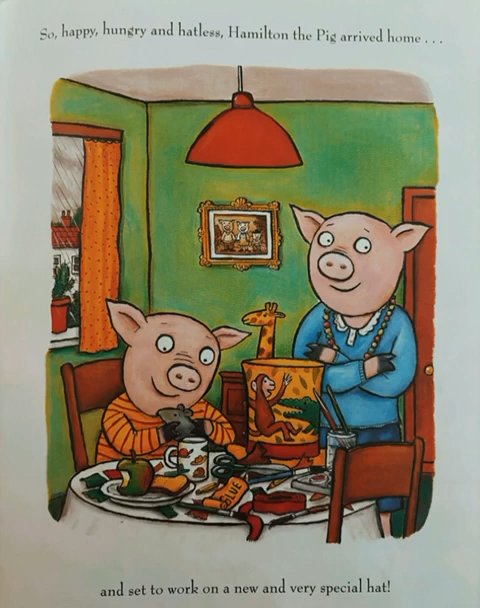 So, happy, hungry and hatless, Hamilton the Pig arrived home . . .
GLUE
and set to work on a new and very special hat!